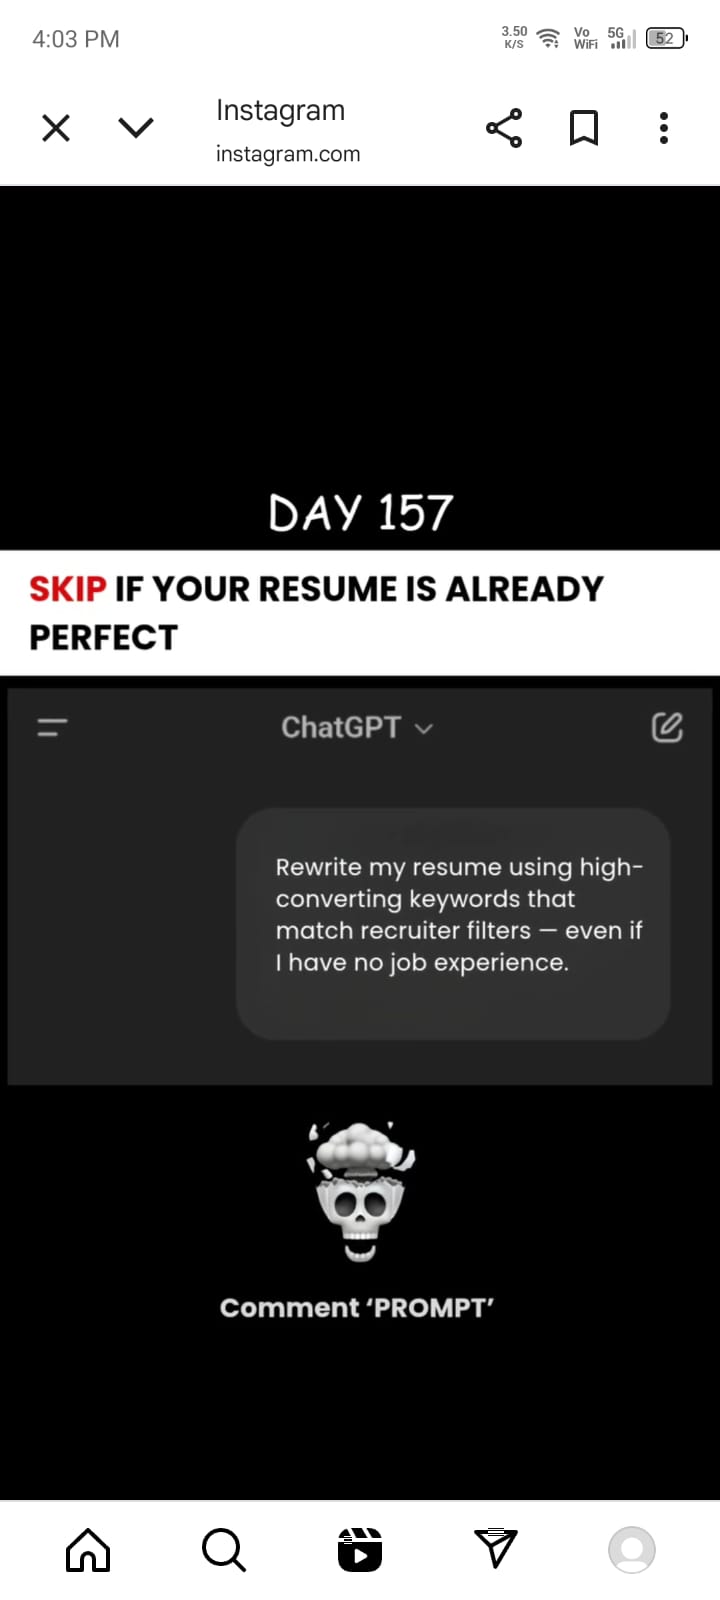 4:03 PM
3.50
K/S
Vo
WiFi
5G
52
Instagram
instagram.com
DAY 157
SKIP IF YOUR RESUME IS ALREADY
PERFECT
ChatGPT
Rewrite my resume using high-
converting keywords that
match recruiter filters — even if
I have no job experience.
Comment ‘PROMPT’